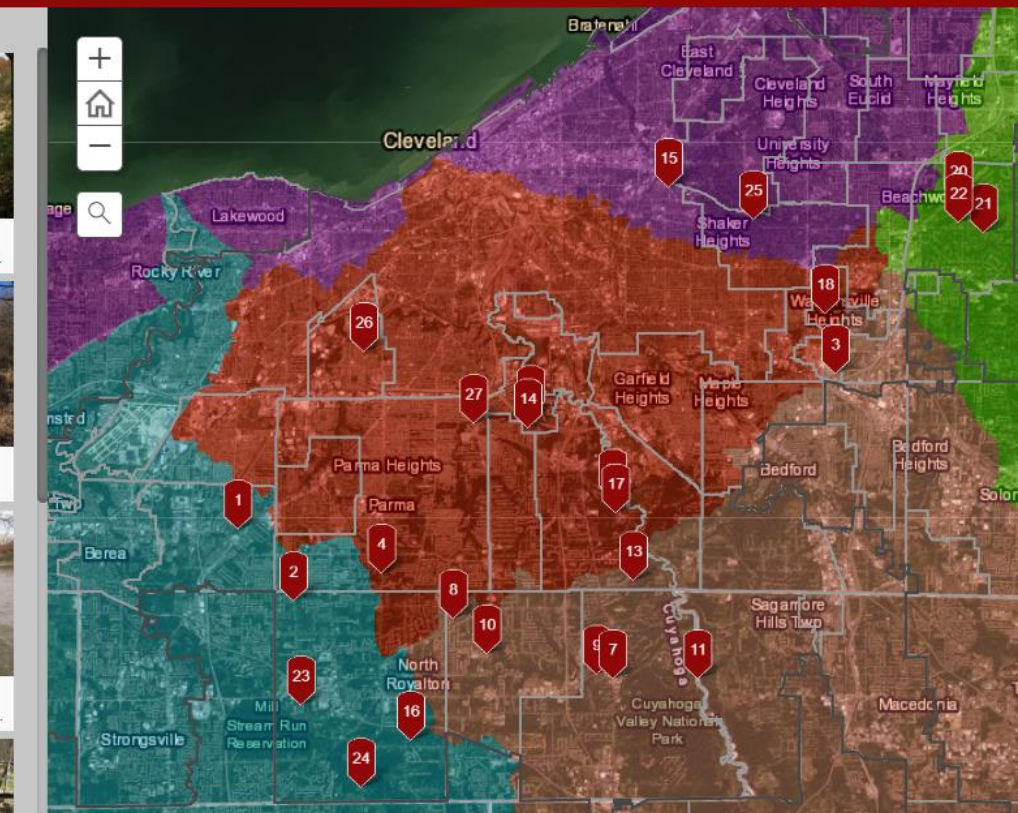 Bratenahl
East
Cleveland
Cleveland
Heights
South
Euclid
Mayfield
Heights
+
Cleveland
−
University
Heights
15
25
20
22
21
Lakewood
Shaker
Heights
Rocky River
18
Heights
3
26
27
14
Garfield
Heights
Maple
Heights
Parma Heights
Bedford
Bedford
Heights
17
1
Parma
4
13
Berea
2
8
10
Sagamore
Hills Twp
9
7
11
Cuyahoga
North
Royalton
23
16
Mill
Stream Run
Reservation
Strongsville
24
Cuyahoga
Valley National
Park
Macedonia